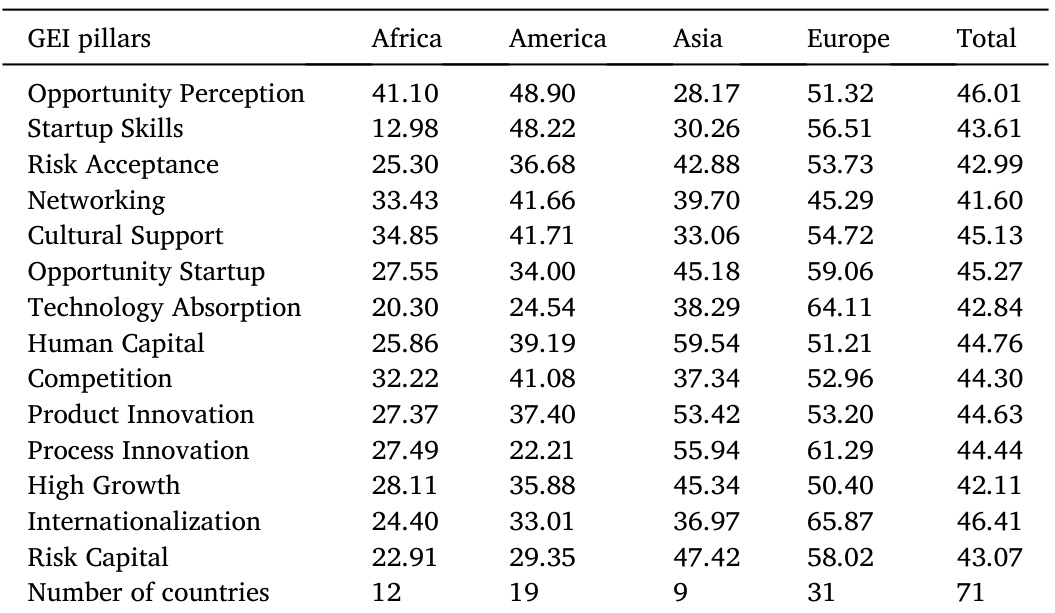 GEI pillars Africa America Asia Europe Total
Opportunity Perception 41.10 48.90 28.17 51.32 46.01
Startup Skills 12.98 48.22 30.26 56.51 43.61
Risk Acceptance 25.30 36.68 42.88 53.73 42.99
Networking 33.43 41.66 39.70 45.29 41.60
Cultural Support 34.85 41.71 33.06 54.72 45.13
Opportunity Startup 27.55 34.00 45.18 59.06 45.27
Technology Absorption 20.30 24.54 38.29 64.11 42.84
Human Capital 25.86 39.19 59.54 51.21 44.76
Competition 32.22 41.08 37.34 52.96 44.30
Product Innovation 27.37 37.40 53.42 53.20 44.63
Process Innovation 27.49 22.21 55.94 61.29 44.44
High Growth 28.11 35.88 45.34 50.40 42.11
Internationalization 24.40 33.01 36.97 65.87 46.41
Risk Capital 22.91 29.35 47.42 58.02 43.07
Number of countries 12 19 9 31 71